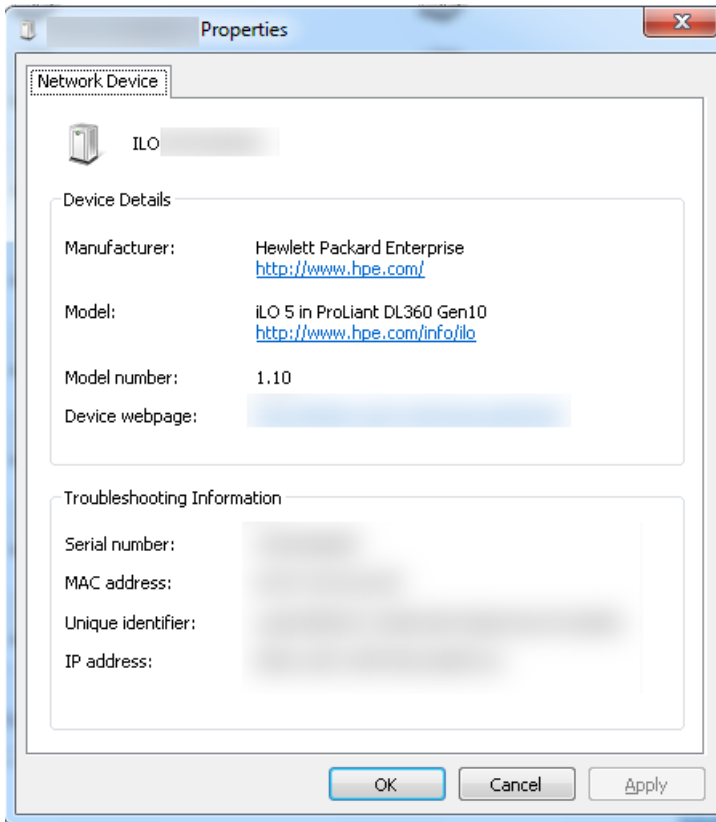 Properties
Network Device
ILO
Device Details
Manufacturer: Hewlett Packard Enterprise
http://www.hpe.com/
Model: iLO 5 in ProLiant DL360 Gen10
http://www.hpe.com/info/ilo
Model number: 1.10
Device webpage:
Troubleshooting Information
Serial number:
MAC address:
Unique identifier:
IP address:
OK Cancel Apply